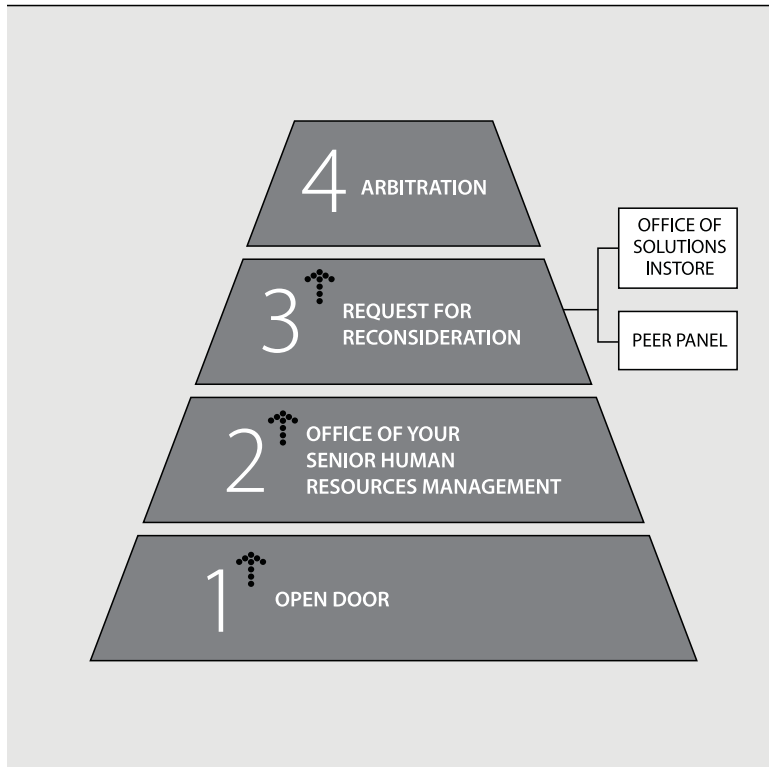 4 ARBITRATION
OFFICE OF
SOLUTIONS
INSTORE
3 REQUEST FOR
RECONSIDERATION
PEER PANEL
2 OFFICE OF YOUR
SENIOR HUMAN
RESOURCES MANAGEMENT
1 OPEN DOOR